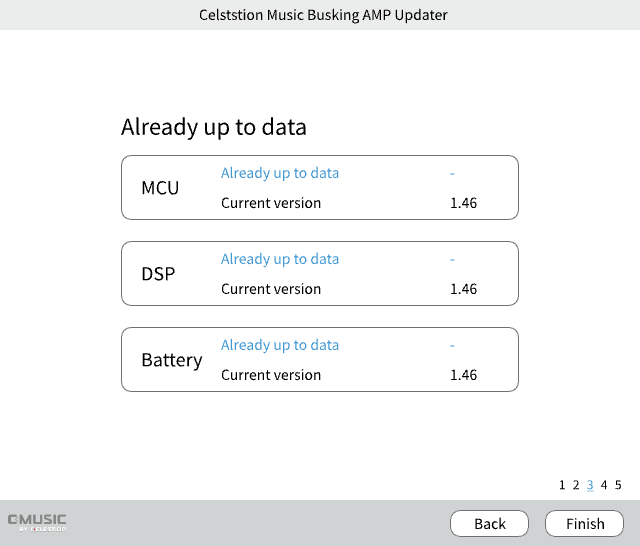 Celststion Music Busking AMP Updater
Already up to data
MCU
Already up to data -
Current version 1.46
DSP
Already up to data -
Current version 1.46
Battery
Already up to data -
Current version 1.46
1 2 3 4 5
C·MUSIC
BY CELESTION
Back Finish